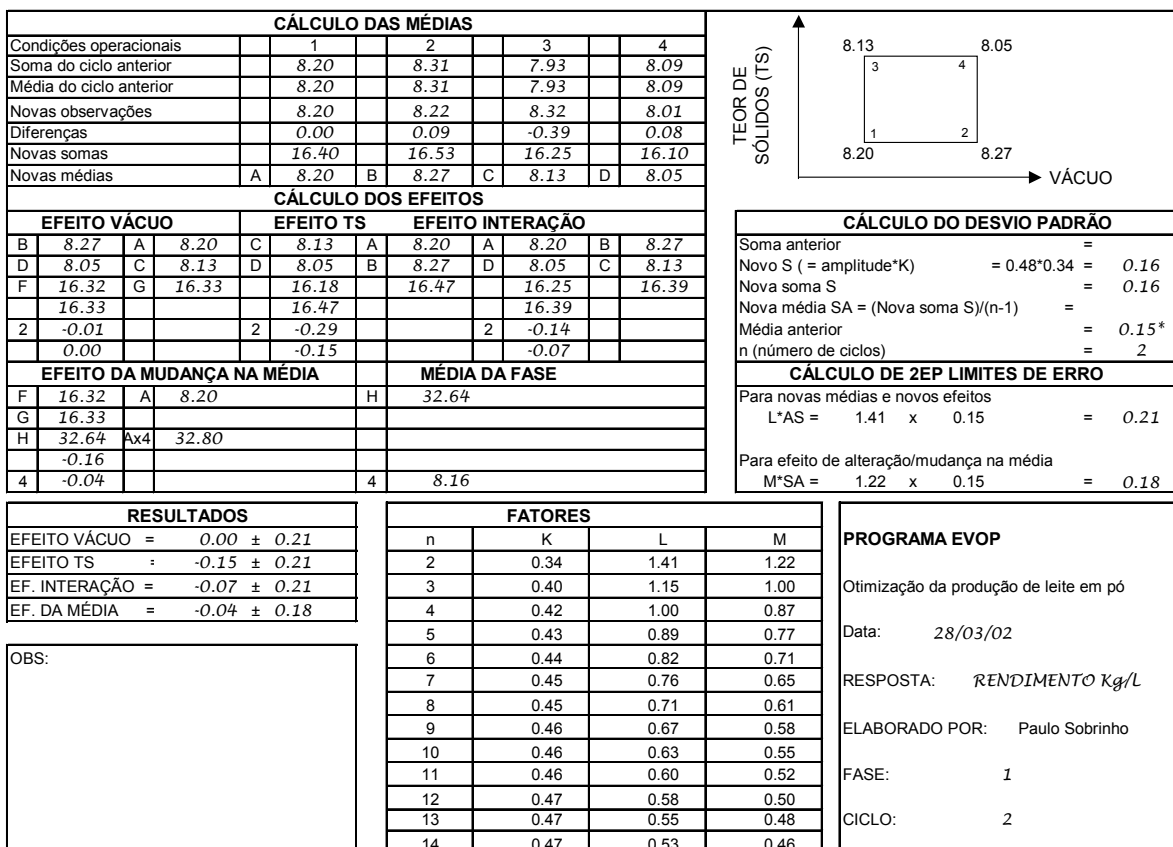 CÁLCULO DAS MÉDIAS
Condições operacionais 1 2 3 4
Soma do ciclo anterior 8.20 8.31 7.93 8.09
Média do ciclo anterior 8.20 8.31 7.93 8.09
Novas observações 8.20 8.22 8.32 8.01
Diferenças 0.00 0.09 -0.39 0.08
Novas somas 16.40 16.53 16.25 16.10
Novas médias A 8.20 B 8.27 C 8.13 D 8.05
CÁLCULO DOS EFEITOS
EFEITO VÁCUO EFEITO TS EFEITO INTERAÇÃO
B 8.27 A 8.20 C 8.13 A 8.20 A 8.20 B 8.27
D 8.05 C 8.13 D 8.05 B 8.27 D 8.05 C 8.13
F 16.32 G 16.33 16.18 16.47 16.25 16.39
16.33 16.47 16.39
2 -0.01 2 -0.29 2 -0.14
0.00 -0.15 -0.07
EFEITO DA MUDANÇA NA MÉDIA MÉDIA DA FASE
F 16.32 A 8.20 H 32.64
G 16.33
H 32.64 Ax4 32.80
-0.16
4 -0.04 4 8.16
TEOR DE
SÓLIDOS (TS)
8.13 8.05
3 4
1 2
8.20 8.27
VÁCUO
CÁLCULO DO DESVIO PADRÃO
Soma anterior =
Novo S ( = amplitude*K) = 0.48*0.34 = 0.16
Nova soma S = 0.16
Nova média SA = (Nova soma S)/(n-1) =
Média anterior = 0.15*
n (número de ciclos) = 2
CÁLCULO DE 2EP LIMITES DE ERRO
Para novas médias e novos efeitos
L*AS = 1.41 x 0.15 = 0.21
Para efeito de alteração/mudança na média
M*SA = 1.22 x 0.15 = 0.18
RESULTADOS
EFEITO VÁCUO = 0.00 ± 0.21
EFEITO TS : -0.15 ± 0.21
EF. INTERAÇÃO = -0.07 ± 0.21
EF. DA MÉDIA = -0.04 ± 0.18
OBS:
FATORES
n K L M
2 0.34 1.41 1.22
3 0.40 1.15 1.00
4 0.42 1.00 0.87
5 0.43 0.89 0.77
6 0.44 0.82 0.71
7 0.45 0.76 0.65
8 0.45 0.71 0.61
9 0.46 0.67 0.58
10 0.46 0.63 0.55
11 0.46 0.60 0.52
12 0.47 0.58 0.50
13 0.47 0.55 0.48
14 0.47 0.53 0.46
PROGRAMA EVOP
Otimização da produção de leite em pó
Data: 28/03/02
RESPOSTA: RENDIMENTO Kg/L
ELABORADO POR: Paulo Sobrinho
FASE: 1
CICLO: 2